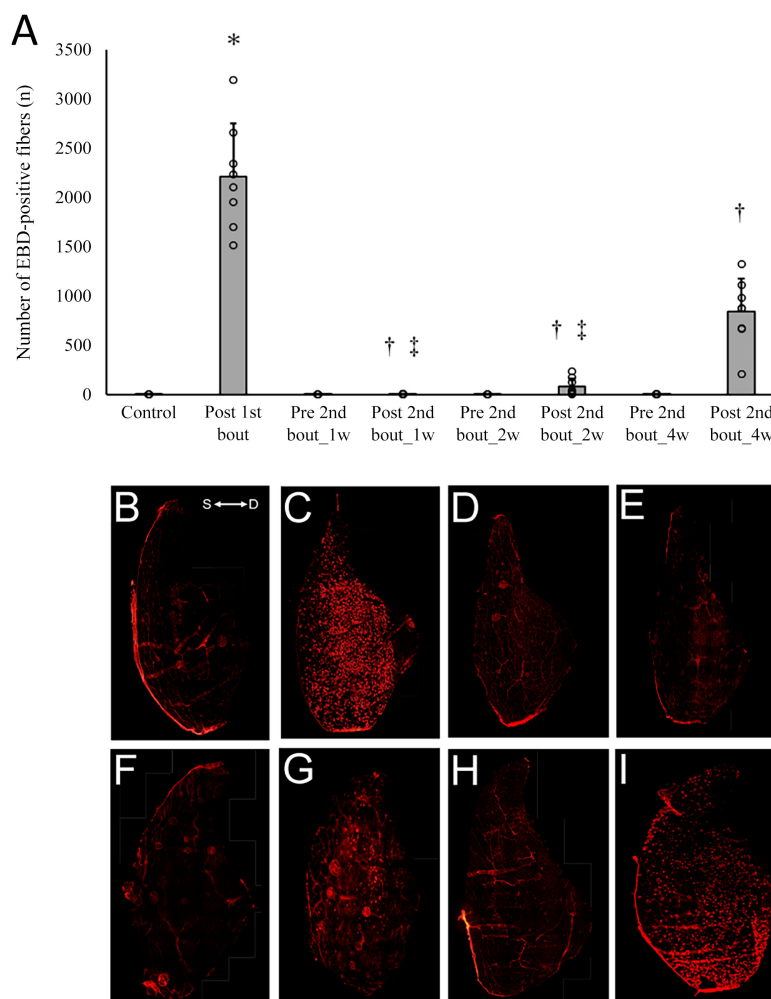 A
*
3500
3000
2500
2000
1500
1000
500
0
Number of EBD-positive fibers (n)
†
† ‡
† ‡
Control
Post 1st bout
Pre 2nd bout_1w
Post 2nd bout_1w
Pre 2nd bout_2w
Post 2nd bout_2w
Pre 2nd bout_4w
Post 2nd bout_4w
B
S D
C
D
E
F
G
H
I